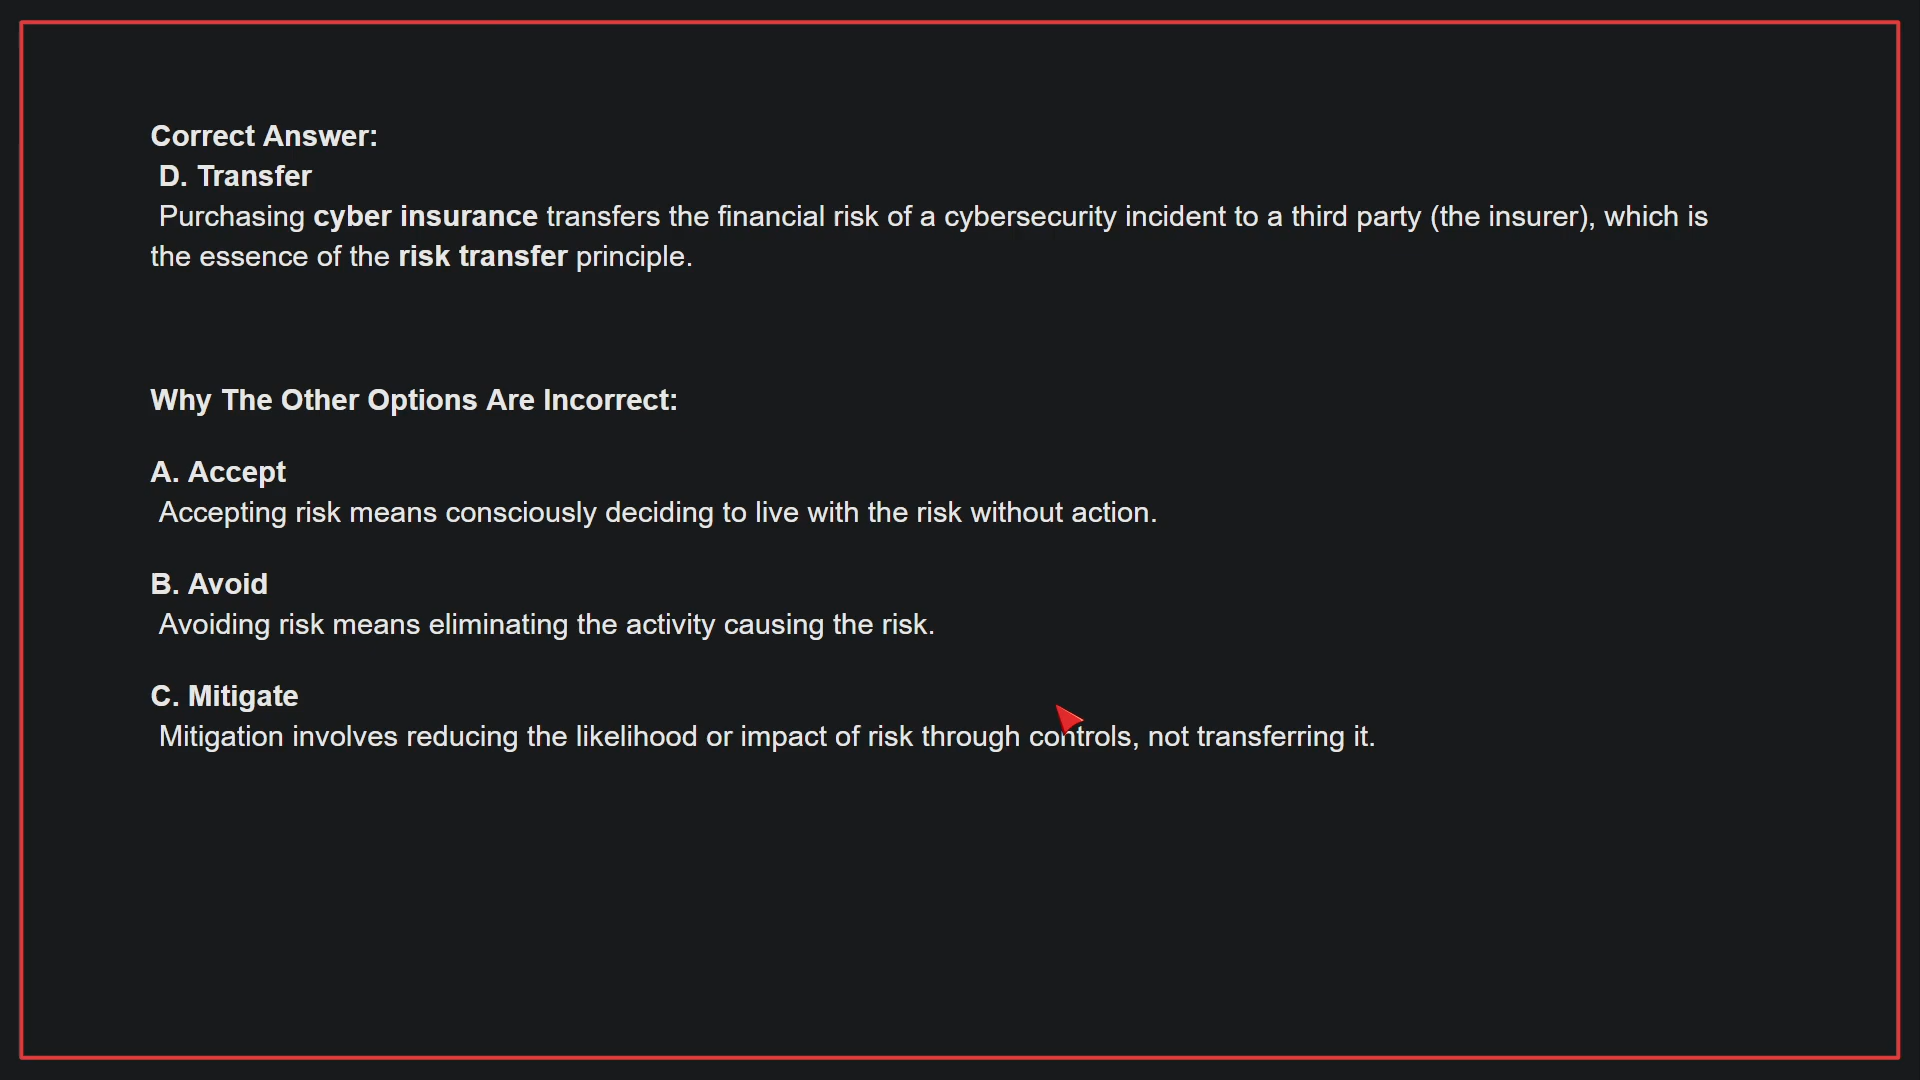 Correct Answer:
D. Transfer
Purchasing cyber insurance transfers the financial risk of a cybersecurity incident to a third party (the insurer), which is
the essence of the risk transfer principle.
Why The Other Options Are Incorrect:
A. Accept
Accepting risk means consciously deciding to live with the risk without action.
B. Avoid
Avoiding risk means eliminating the activity causing the risk.
C. Mitigate
Mitigation involves reducing the likelihood or impact of risk through controls, not transferring it.